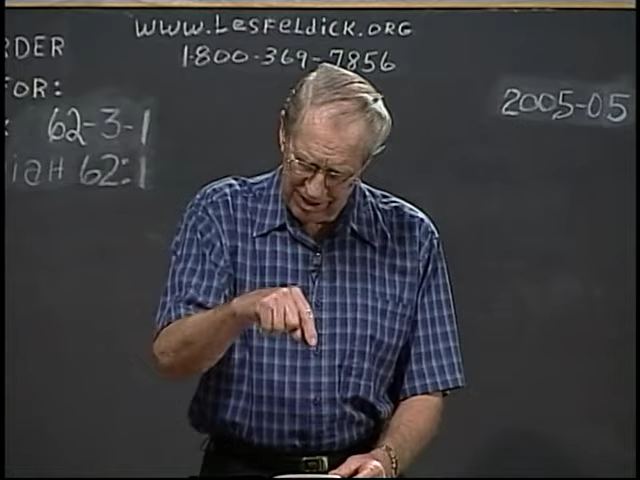 www.LesFeldick.org
1-800-369-7856
RDER
FOR:
62-3-1
iaH 62:1
2005-05